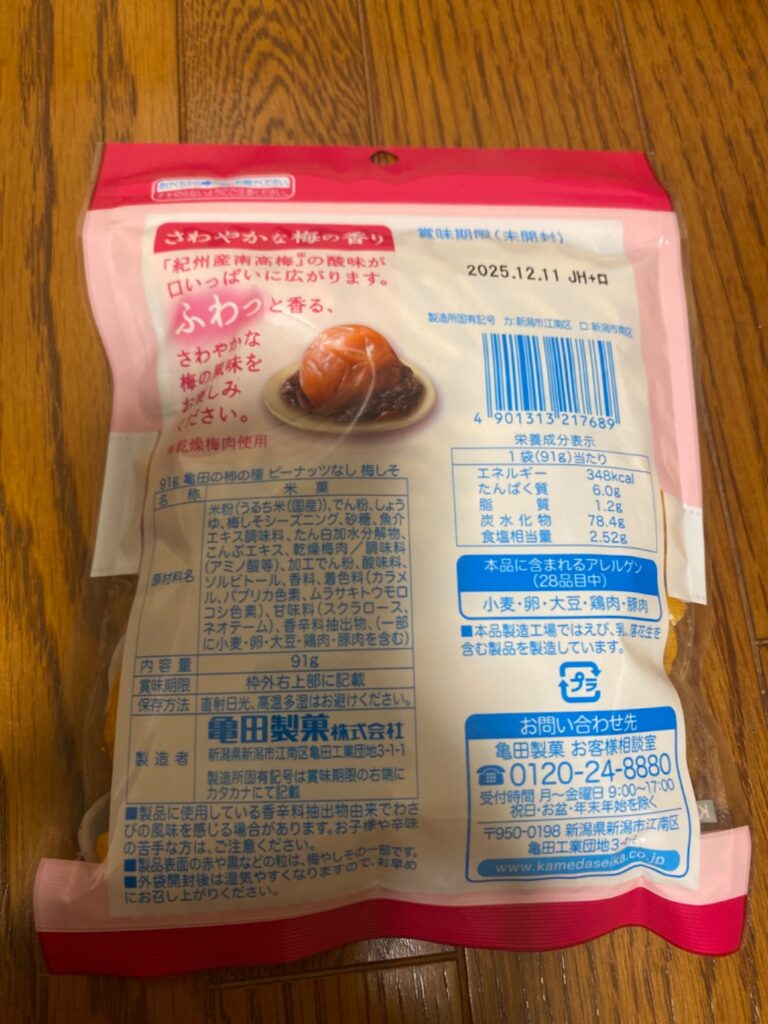 さわやかな梅の香り
「紀州産南高梅」※の酸味が
口いっぱいに広がります。
ふわっと香る、
さわやかな
梅の風味を
お楽しみ
ください。
※乾燥梅肉使用
賞味期限(未開封)
2025.12.11 JH+ロ
製造所固有記号 カ:新潟市江南区 ロ:新潟市南区
4 901313 217689
栄養成分表示
1袋(91g)当たり
エネルギー 348kcal
たんぱく質 6.0g
脂質 1.2g
炭水化物 78.4g
食塩相当量 2.52g
本品に含まれるアレルゲン
(28品目中)
小麦・卵・大豆・鶏肉・豚肉
■本品製造工場ではえび、乳、落花生を
含む製品を製造しています。
プラ
91g 亀田の柿の種 ピーナッツなし 梅しそ
名称 米菓
原材料名
米粉(うるち米(国産))、でん粉、しょう
ゆ、梅しそシーズニング、砂糖、魚介
エキス調味料、たん白加水分解物、
こんぶエキス、乾燥梅肉/調味料
(アミノ酸等)、加工でん粉、酸味料、
ソルビトール、香料、着色料(カラメ
ル、パプリカ色素、ムラサキトウモロ
コシ色素)、甘味料(スクラロース、
ネオテーム)、香辛料抽出物、(一部
に小麦・卵・大豆・鶏肉・豚肉を含む)
内容量 91g
賞味期限 枠外右上部に記載
保存方法 直射日光、高温多湿はお避けください。
製造者
亀田製菓株式会社
新潟県新潟市江南区亀田工業団地3-1-1
製造所固有記号は賞味期限の右端に
カタカナにて記載
■製品に使用している香辛料抽出物由来でわさ
びの風味を感じる場合があります。お子様や辛味
の苦手な方は、ご注意ください。
■製品表面の赤や黒などの粒は、梅やしその一部です。
■外袋開封後は湿気やすくなりますので、お早め
にお召し上がりください。
お問い合わせ先
亀田製菓 お客様相談室
0120-24-8880
受付時間 月~金曜日 9:00~17:00
祝日・お盆・年末年始を除く
〒950-0198 新潟県新潟市江南区
亀田工業団地3-
www.kamedaseika.co.jp